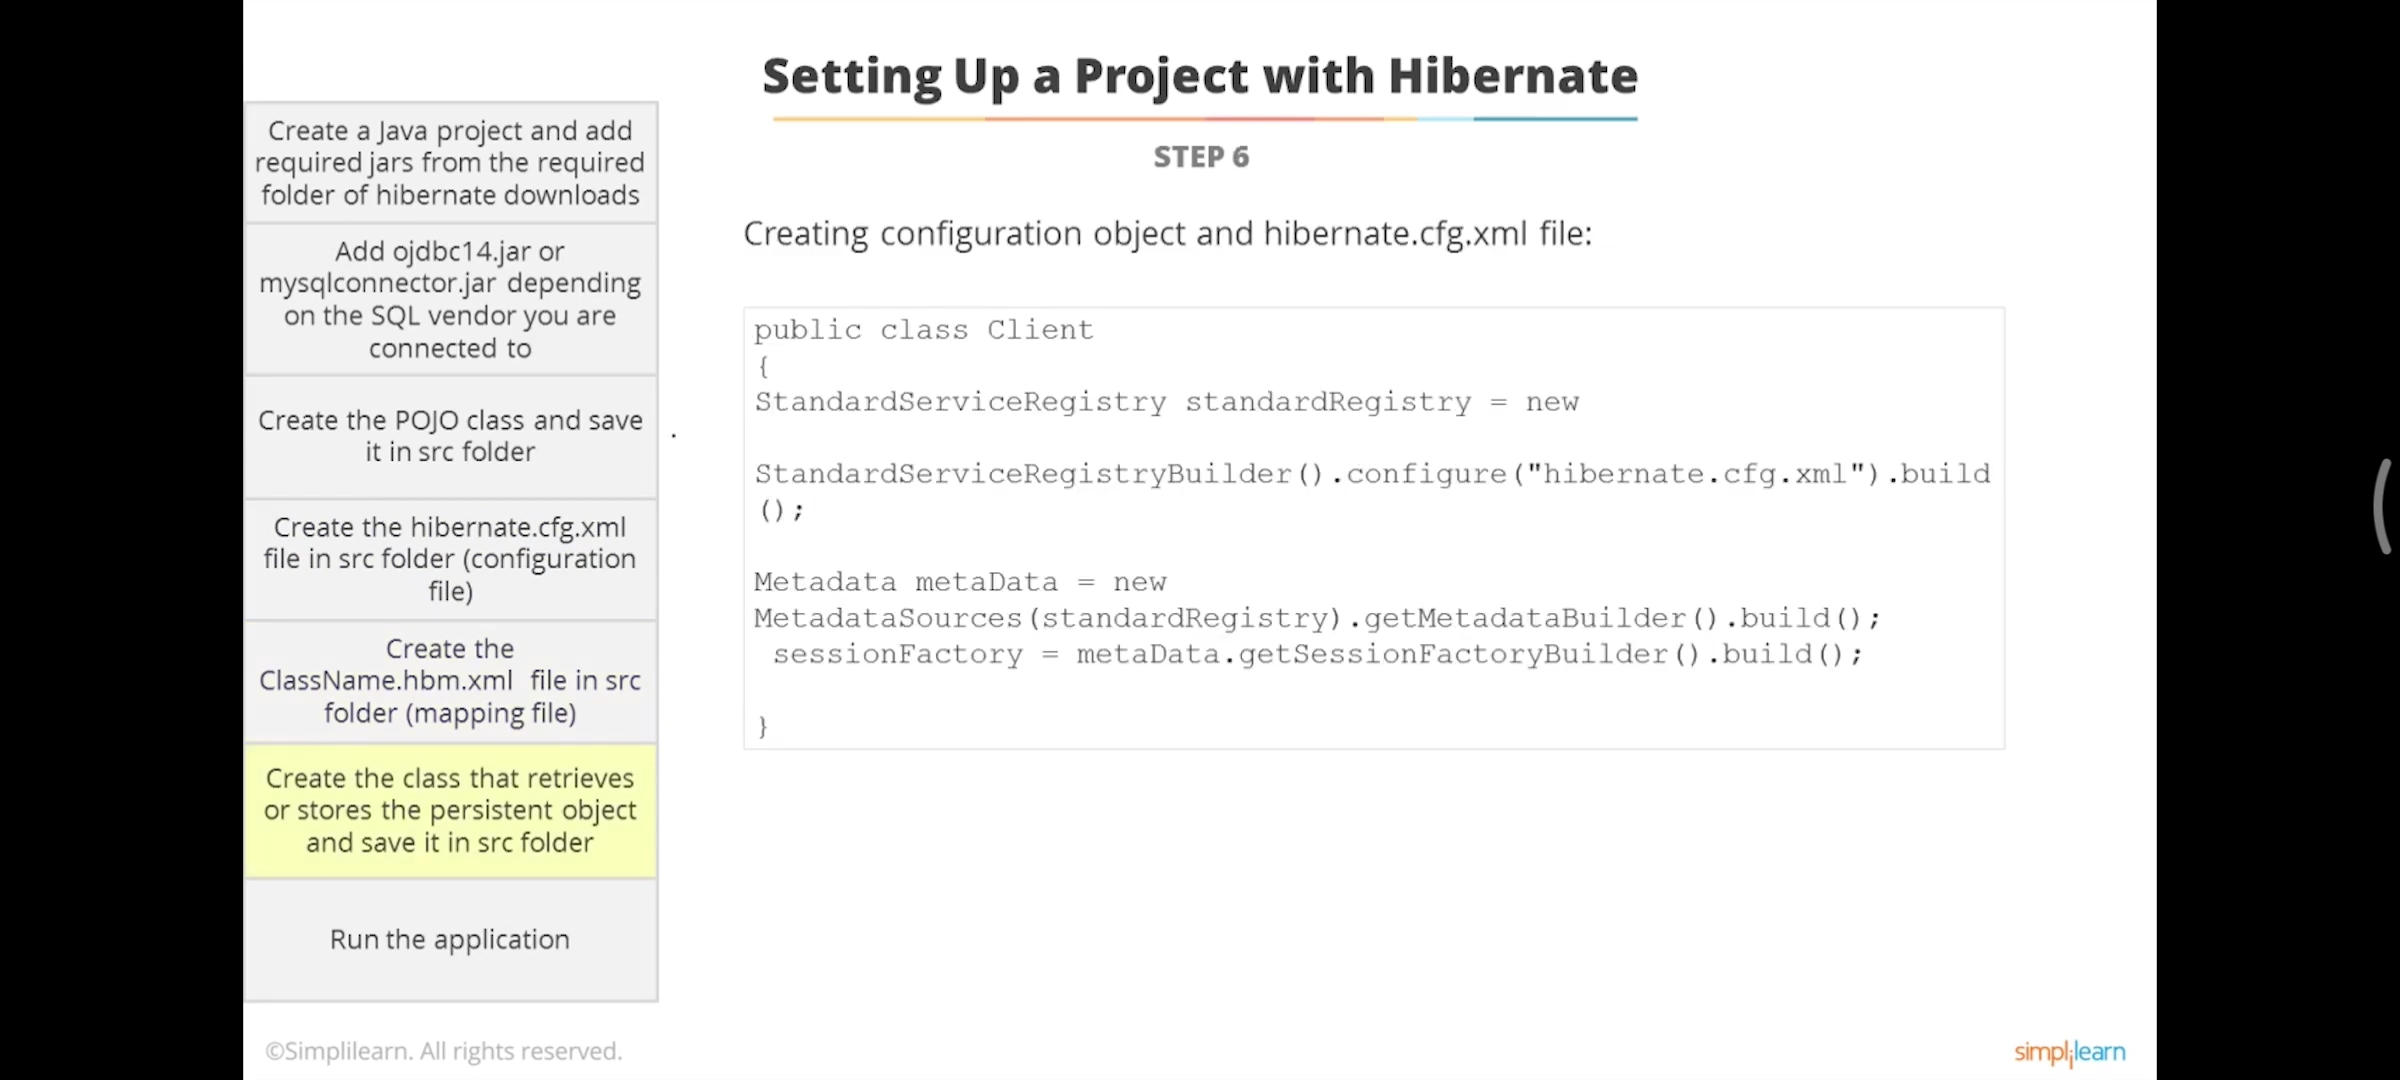 Setting Up a Project with Hibernate
STEP 6
Create a Java project and add
required jars from the required
folder of hibernate downloads
Add ojdbc14.jar or
mysqlconnector.jar depending
on the SQL vendor you are
connected to
Create the POJO class and save
it in src folder
Create the hibernate.cfg.xml
file in src folder (configuration
file)
Create the
ClassName.hbm.xml file in src
folder (mapping file)
Create the class that retrieves
or stores the persistent object
and save it in src folder
Run the application
.
Creating configuration object and hibernate.cfg.xml file:
public class Client
{
StandardServiceRegistry standardRegistry = new
StandardServiceRegistryBuilder().configure("hibernate.cfg.xml").build
();
Metadata metaData = new
MetadataSources(standardRegistry).getMetadataBuilder().build();
sessionFactory = metaData.getSessionFactoryBuilder().build();
}
©Simplilearn. All rights reserved.
simplilearn